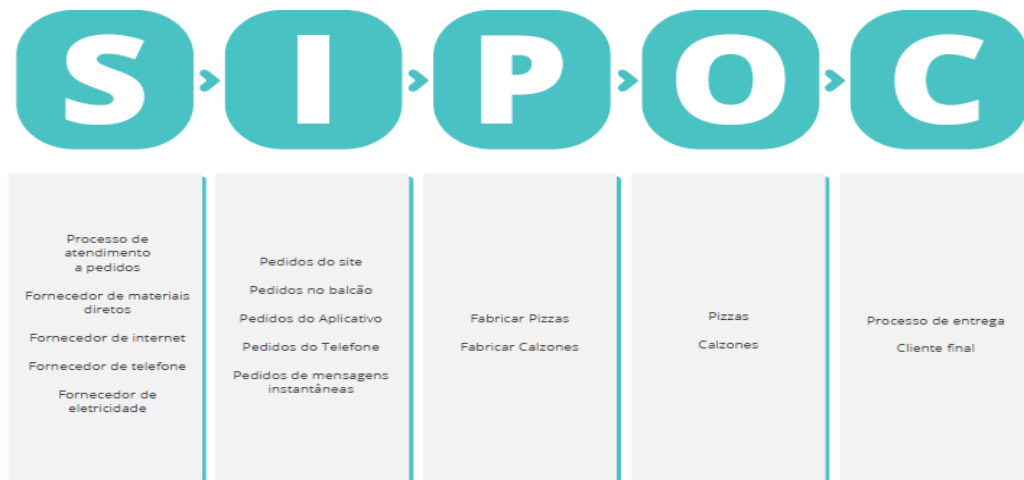 S
I
P
O
C
Processo de
atendimento
a pedidos
Fornecedor de materiais
diretos
Fornecedor de internet
Fornecedor de telefone
Fornecedor de
eletricidade
Pedidos do site
Pedidos no balcão
Pedidos do Aplicativo
Pedidos do Telefone
Pedidos de mensagens
instantâneas
Fabricar Pizzas
Fabricar Calzones
Pizzas
Calzones
Processo de entrega
Cliente final